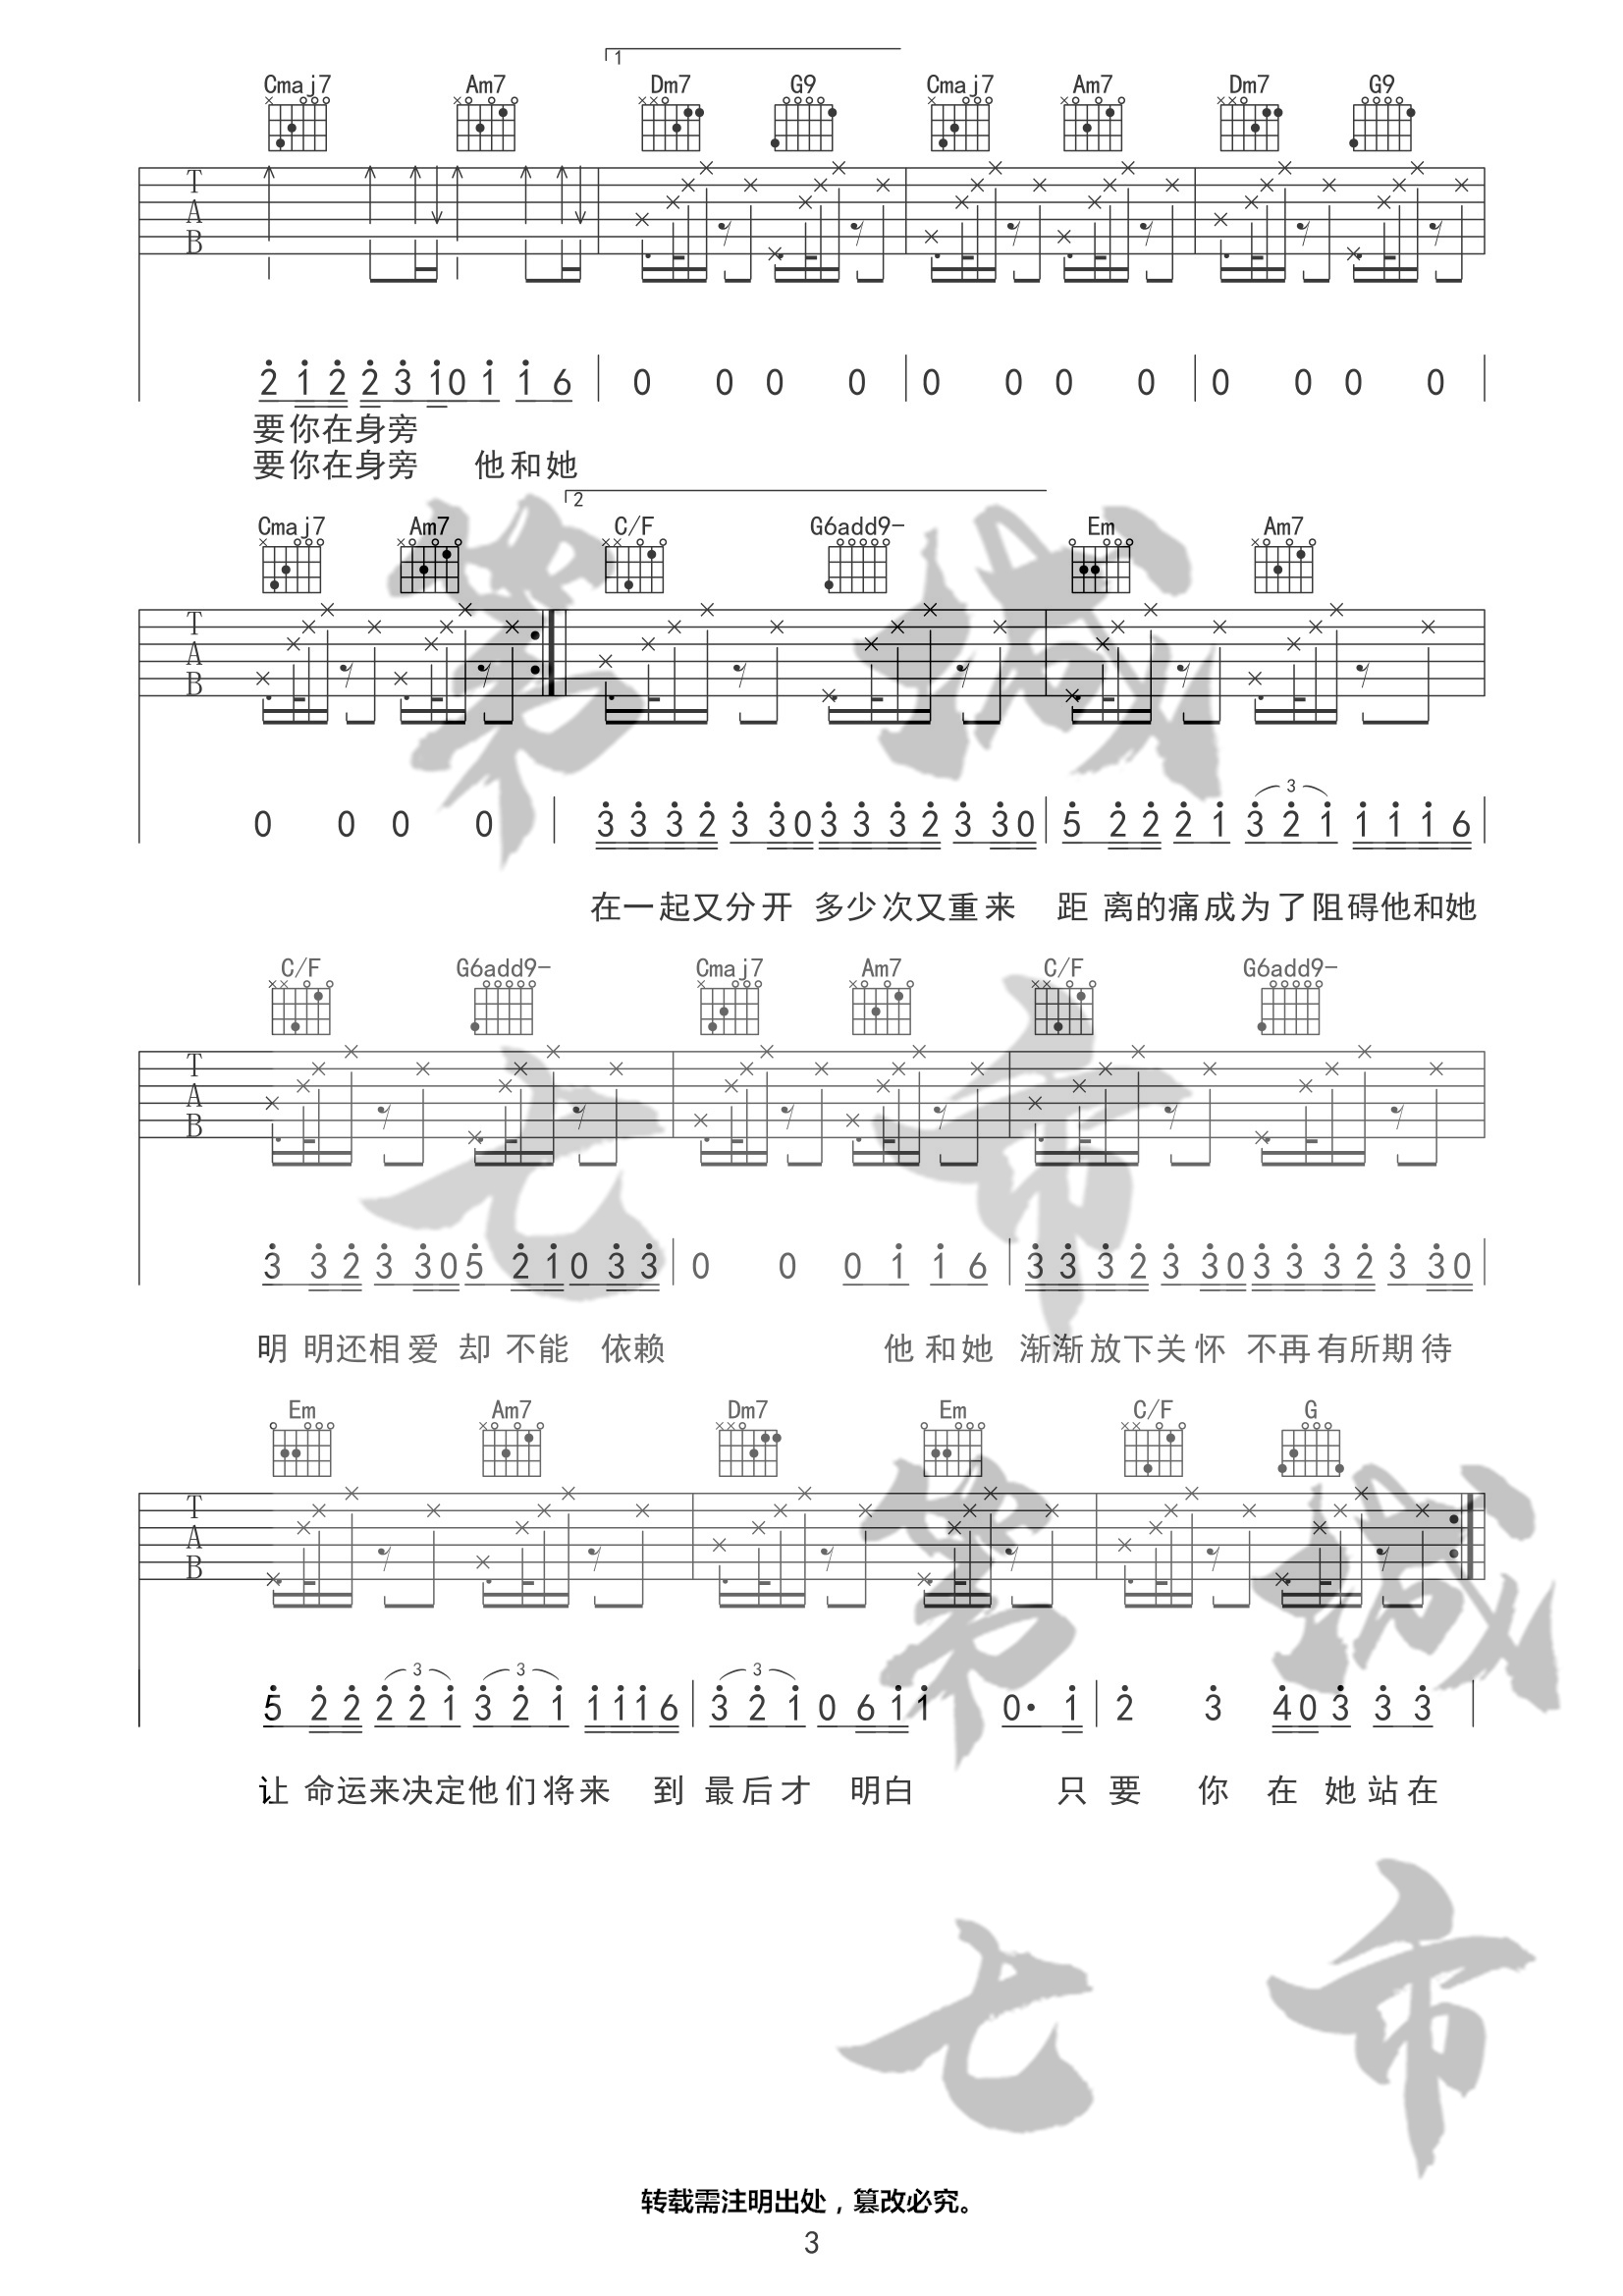 1
Cmaj7 Am7 Dm7 G9 Cmaj7 Am7 Dm7 G9
T
A
B
2 1 2 2 3 1 0 1 1 6 0 0 0 0 0 0 0 0 0 0 0 0
要你在身旁
要你在身旁 他和她
2
Cmaj7 Am7 C/F G6add9- Em Am7
T
A
B
3
0 0 0 0 3 3 3 2 3 3 0 3 3 3 2 3 3 0 5 2 2 2 1 3 2 1 1 1 1 6
在一起又分开 多少次又重来 距 离的痛成为了阻碍他和她
C/F G6add9- Cmaj7 Am7 C/F G6add9-
T
A
B
3 3 2 3 3 0 5 2 1 0 3 3 0 0 0 1 1 6 3 3 3 2 3 3 0 3 3 3 2 3 3 0
明 明还相爱 却 不能 依赖 他和她 渐渐放下关怀 不再有所期待
Em Am7 Dm7 Em C/F G
T
A
B
3 3 3
5 2 2 2 2 1 3 2 1 1 1 1 6 3 2 1 0 6 1 1 0· 1 2 3 4 0 3 3 3
让 命运来决定他们将来 到 最后才 明白 只 要 你 在 她站在
第 城
七 市
第 城
七 市
转载需注明出处，篡改必究。
3